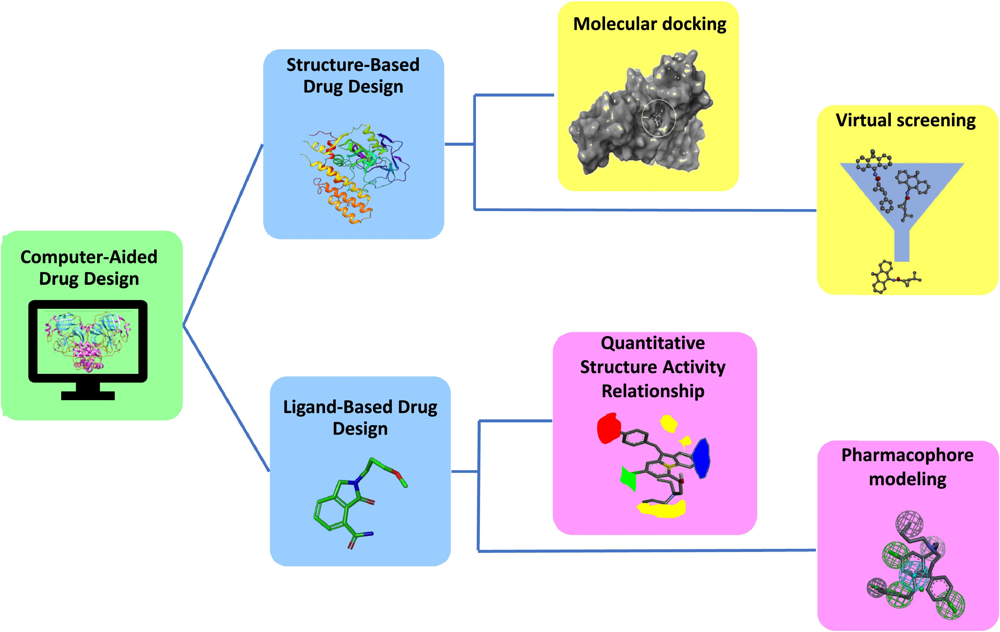 Molecular docking
Structure-Based
Drug Design
Virtual screening
Computer-Aided
Drug Design
Quantitative
Structure Activity
Relationship
Ligand-Based Drug
Design
Pharmacophore
modeling